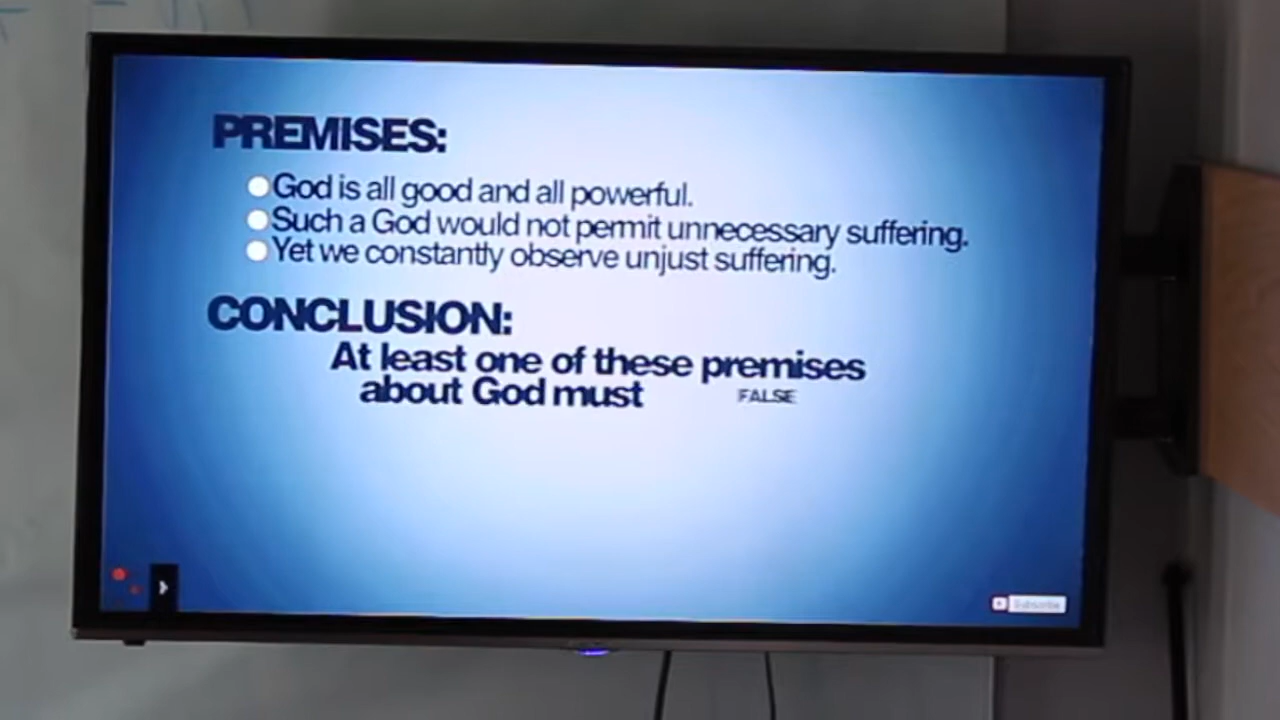 PREMISES:
God is all good and all powerful.
Such a God would not permit unnecessary suffering.
Yet we constantly observe unjust suffering.
CONCLUSION:
At least one of these premises
about God must FALSE
Subscribe